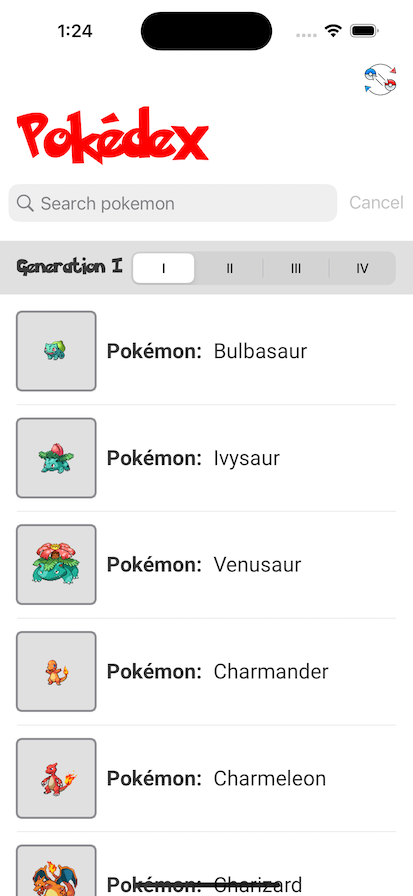 1:24
Pokédex
Search pokemon Cancel
Generation I I II III IV
Pokémon: Bulbasaur
Pokémon: Ivysaur
Pokémon: Venusaur
Pokémon: Charmander
Pokémon: Charmeleon
Pokémon: Charizard